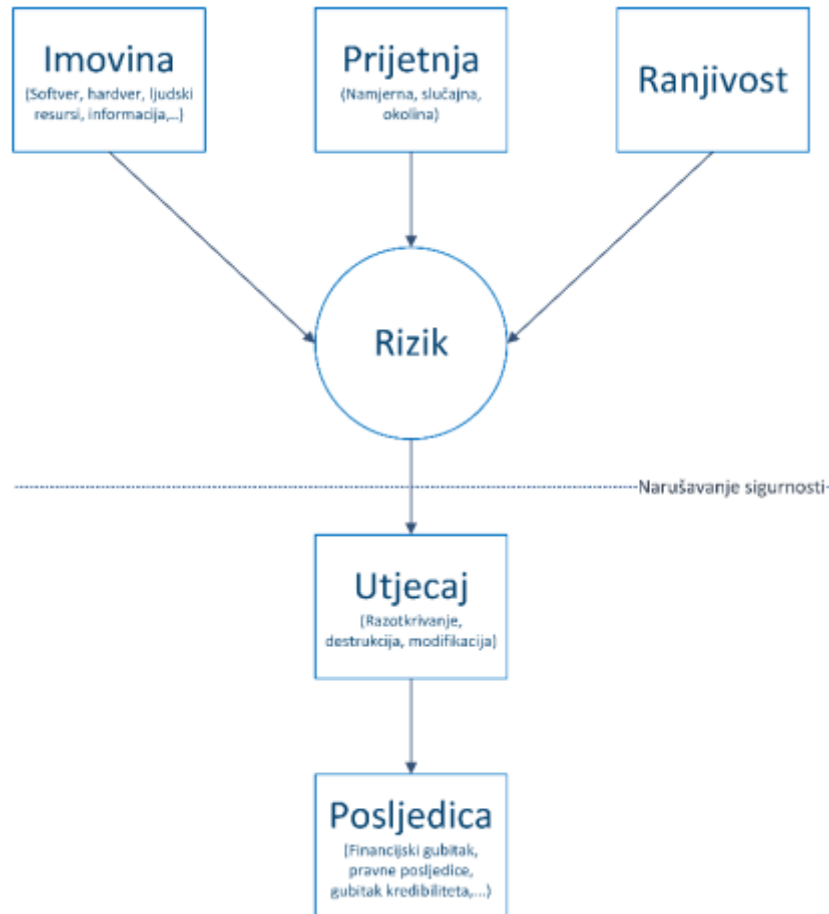 Imovina
(Softver, hardver, ljudski
resursi, informacija,..)
Prijetnja
(Namjerna, slučajna,
okolina)
Ranjivost
Rizik
Narušavanje sigurnosti
Utjecaj
(Razotkrivanje,
destrukcija, modifikacija)
Posljedica
(Financijski gubitak,
pravne posljedice,
gubitak kredibiliteta,...)